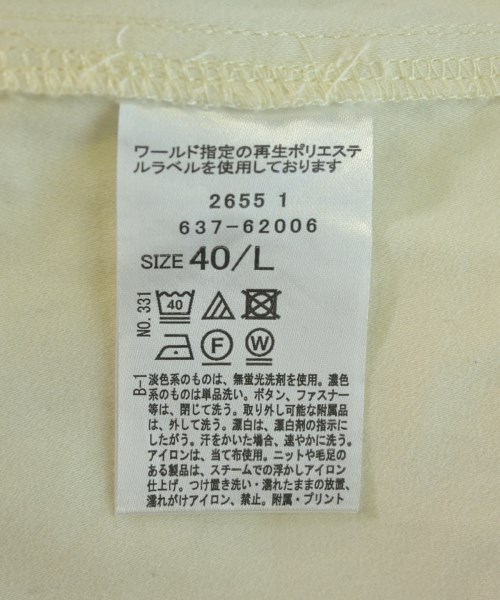 ワールド指定の再生ポリエステ
ルラベルを使用しております
2655 1
637-62006
SIZE 40/L
NO.331
40
F
W
B-1
淡色系のものは、無蛍光洗剤を使用。濃色
系のものは単品洗い。ボタン、ファスナー
等は、閉じて洗う。取り外し可能な附属品
は、外して洗う。漂白は、漂白剤の指示に
したがう。汗をかいた場合、速やかに洗う。
アイロンは、当て布使用。ニットや毛足の
ある製品は、スチームでの浮かしアイロン
仕上げ。つけ置き洗い・濡れたままの放置、
濡れがけアイロン、禁止。附属・プリント